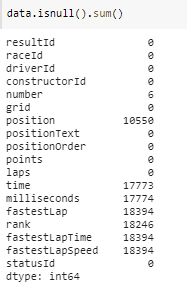 data.isnull().sum()
resultId 0
raceId 0
driverId 0
constructorId 0
number 6
grid 0
position 10550
positionText 0
positionOrder 0
points 0
laps 0
time 17773
milliseconds 17774
fastestLap 18394
rank 18246
fastestLapTime 18394
fastestLapSpeed 18394
statusId 0
dtype: int64